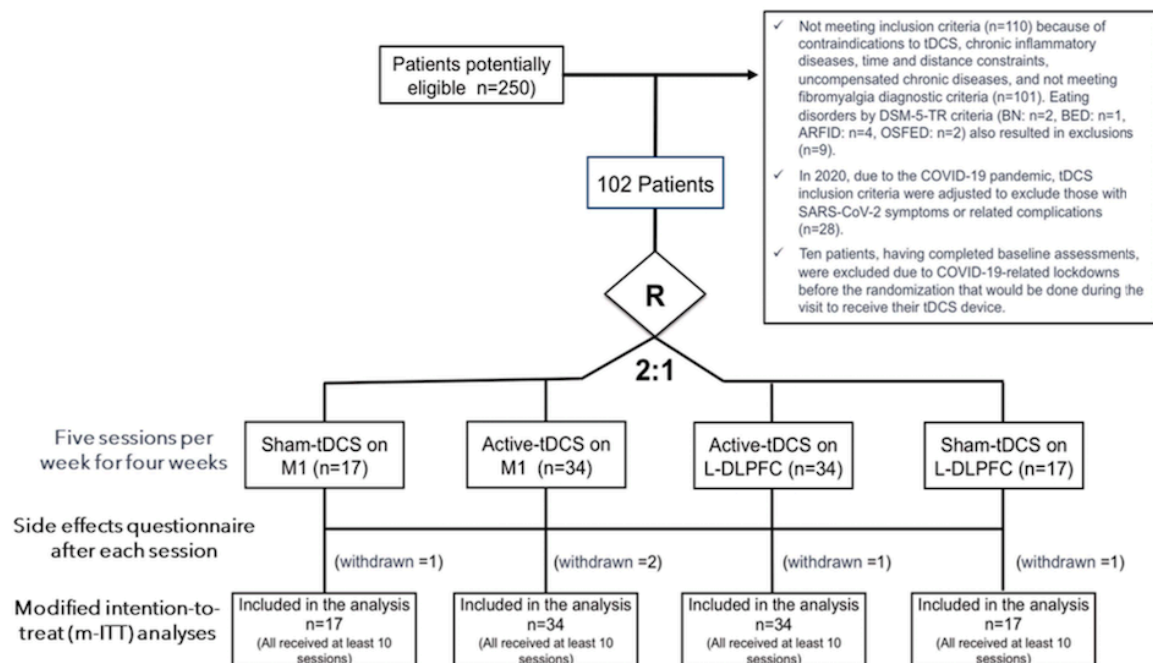 Patients potentially
eligible n=250)
✓ Not meeting inclusion criteria (n=110) because of
contraindications to tDCS, chronic inflammatory
diseases, time and distance constraints,
uncompensated chronic diseases, and not meeting
fibromyalgia diagnostic criteria (n=101). Eating
disorders by DSM-5-TR criteria (BN: n=2, BED: n=1,
ARFID: n=4, OSFED: n=2) also resulted in exclusions
(n=9).
✓ In 2020, due to the COVID-19 pandemic, tDCS
inclusion criteria were adjusted to exclude those with
SARS-CoV-2 symptoms or related complications
(n=28).
✓ Ten patients, having completed baseline assessments,
were excluded due to COVID-19-related lockdowns
before the randomization that would be done during the
visit to receive their tDCS device.
102 Patients
R
2:1
Five sessions per
week for four weeks
Sham-tDCS on
M1 (n=17)
Active-tDCS on
M1 (n=34)
Active-tDCS on
L-DLPFC (n=34)
Sham-tDCS on
L-DLPFC (n=17)
Side effects questionnaire
after each session
(withdrawn =1)
(withdrawn =2)
(withdrawn =1)
(withdrawn =1)
Modified intention-to-
treat (m-ITT) analyses
Included in the analysis
n=17
(All received at least 10
sessions)
Included in the analysis
n=34
(All received at least 10
sessions)
Included in the analysis
n=34
(All received at least 10
sessions)
Included in the analysis
n=17
(All received at least 10
sessions)